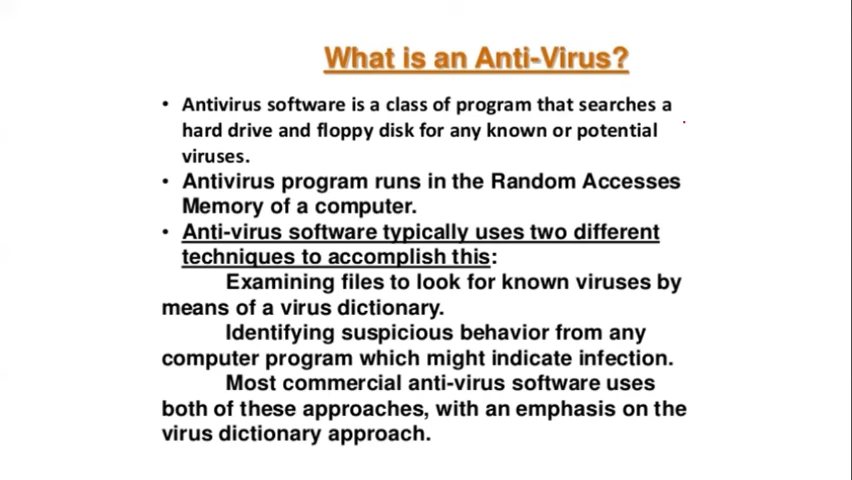 What is an Anti-Virus?
• Antivirus software is a class of program that searches a
hard drive and floppy disk for any known or potential
viruses.
• Antivirus program runs in the Random Accesses
Memory of a computer.
• Anti-virus software typically uses two different
techniques to accomplish this:
Examining files to look for known viruses by
means of a virus dictionary.
Identifying suspicious behavior from any
computer program which might indicate infection.
Most commercial anti-virus software uses
both of these approaches, with an emphasis on the
virus dictionary approach.